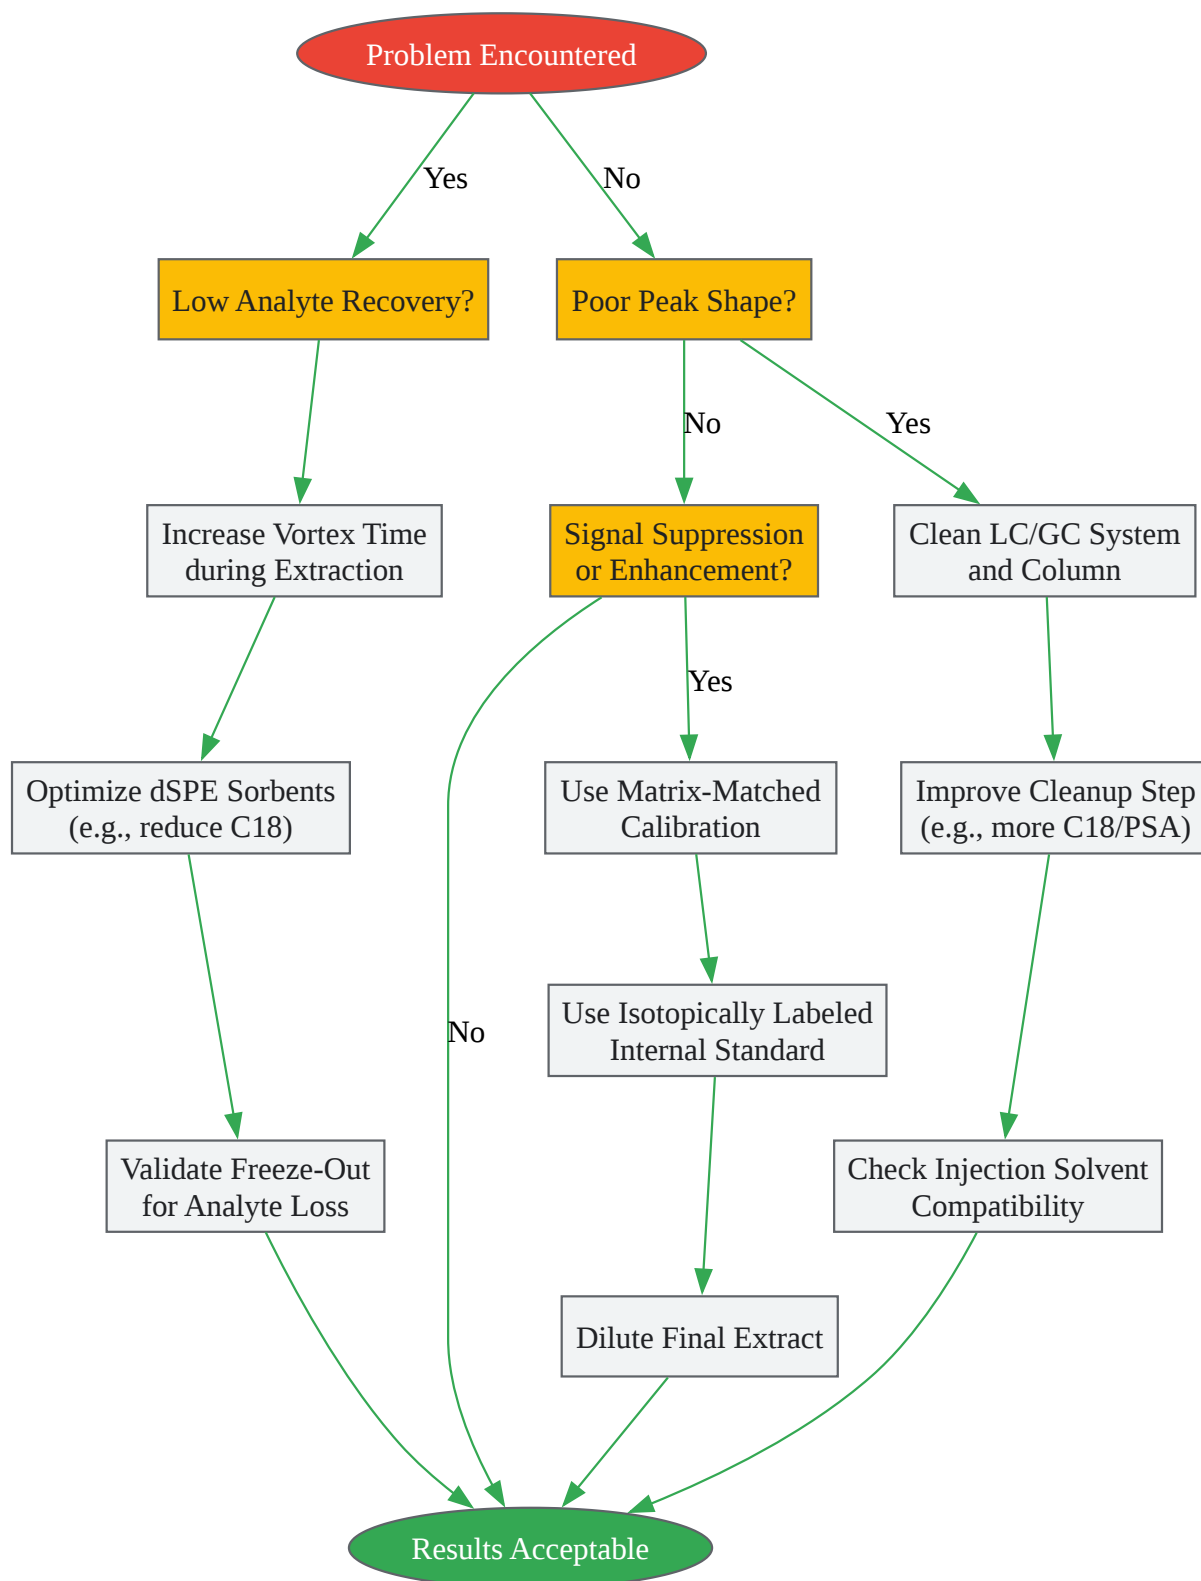 Problem Encountered
Yes
No
Low Analyte Recovery?
Poor Peak Shape?
No
Yes
Increase Vortex Time
during Extraction
Signal Suppression
or Enhancement?
Clean LC/GC System
and Column
Yes
Optimize dSPE Sorbents
(e.g., reduce C18)
Use Matrix-Matched
Calibration
Improve Cleanup Step
(e.g., more C18/PSA)
No
Use Isotopically Labeled
Internal Standard
Validate Freeze-Out
for Analyte Loss
Check Injection Solvent
Compatibility
Dilute Final Extract
Results Acceptable